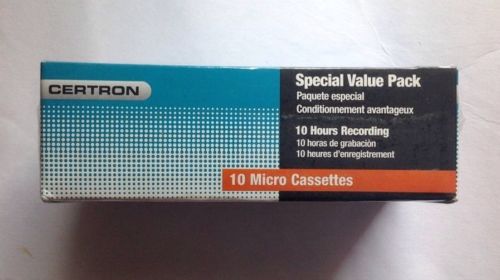 CERTRON
Special Value Pack
Paquete especial
Conditionnement avantageux
10 Hours Recording
10 horas de grabación
10 heures d'enregistrement
10 Micro Cassettes